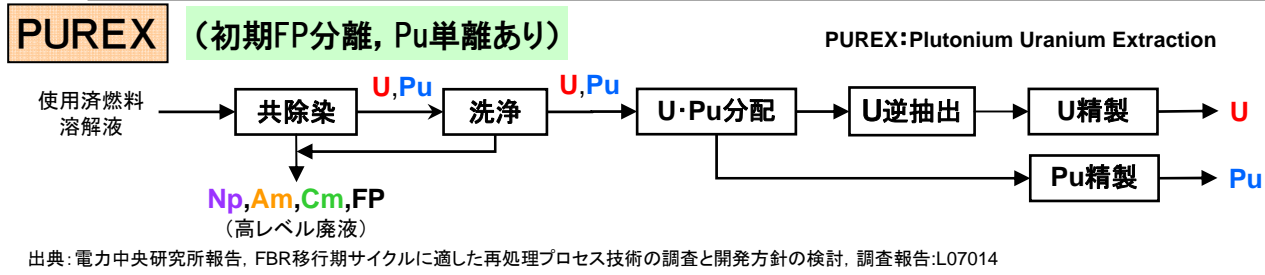 PUREX (初期FP分離, Pu単離あり)
PUREX:Plutonium Uranium Extraction
使用済燃料
溶解液
共除染
U,Pu
洗浄
U,Pu
U・Pu分配
U逆抽出
U精製
U
Pu精製
Pu
Np,Am,Cm,FP
(高レベル廃液)
出典:電力中央研究所報告, FBR移行期サイクルに適した再処理プロセス技術の調査と開発方針の検討, 調査報告:L07014